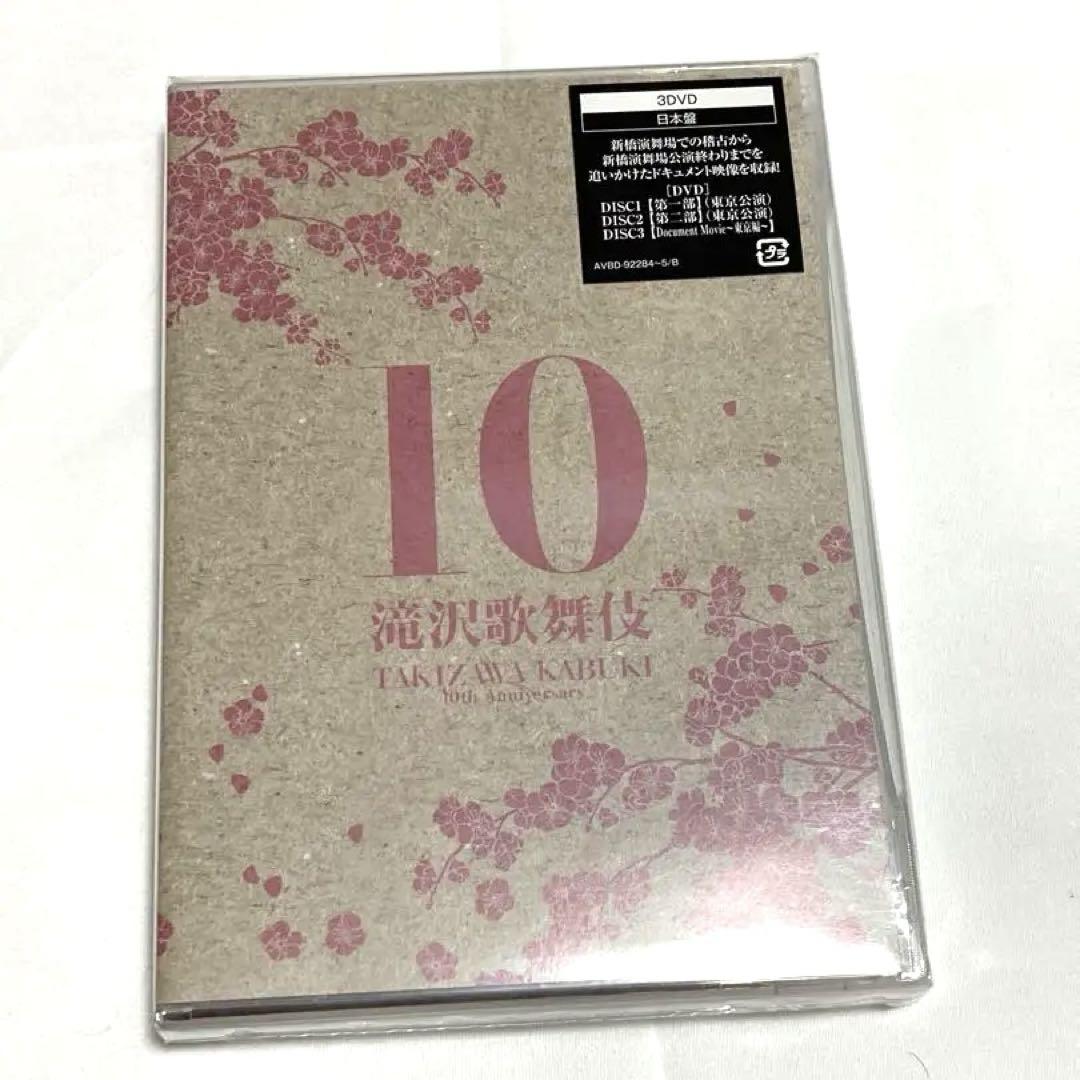 3DVD
日本盤
新橋演舞場での稽古から
新橋演舞場公演終わりまでを
追いかけたドキュメント映像を収録!
[DVD]
DISC1【第一部】(東京公演)
DISC2【第二部】(東京公演)
DISC3【Document Movie~東京編~】
AVBD-92284~5/B
プラ
10
滝沢歌舞伎
TAKIZAWA KABUKI
10th Anniversary